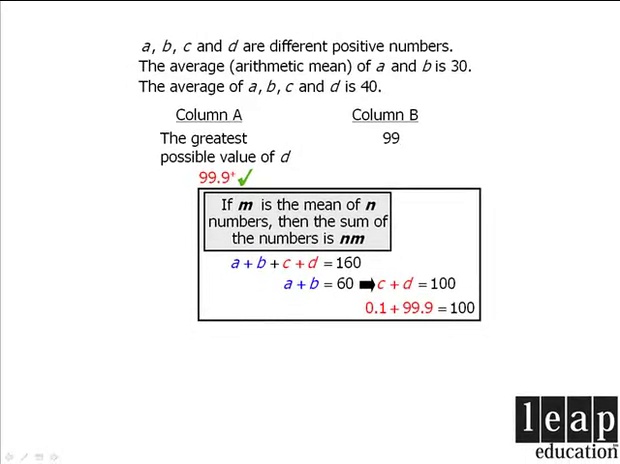 a, b, c and d are different positive numbers.
The average (arithmetic mean) of a and b is 30.
The average of a, b, c and d is 40.
Column A Column B
The greatest 99
possible value of d
99.9⁺
If m is the mean of n
numbers, then the sum of
the numbers is nm
a + b + c + d = 160
a + b = 60 ➡ c + d = 100
0.1 + 99.9 = 100
leap
education™